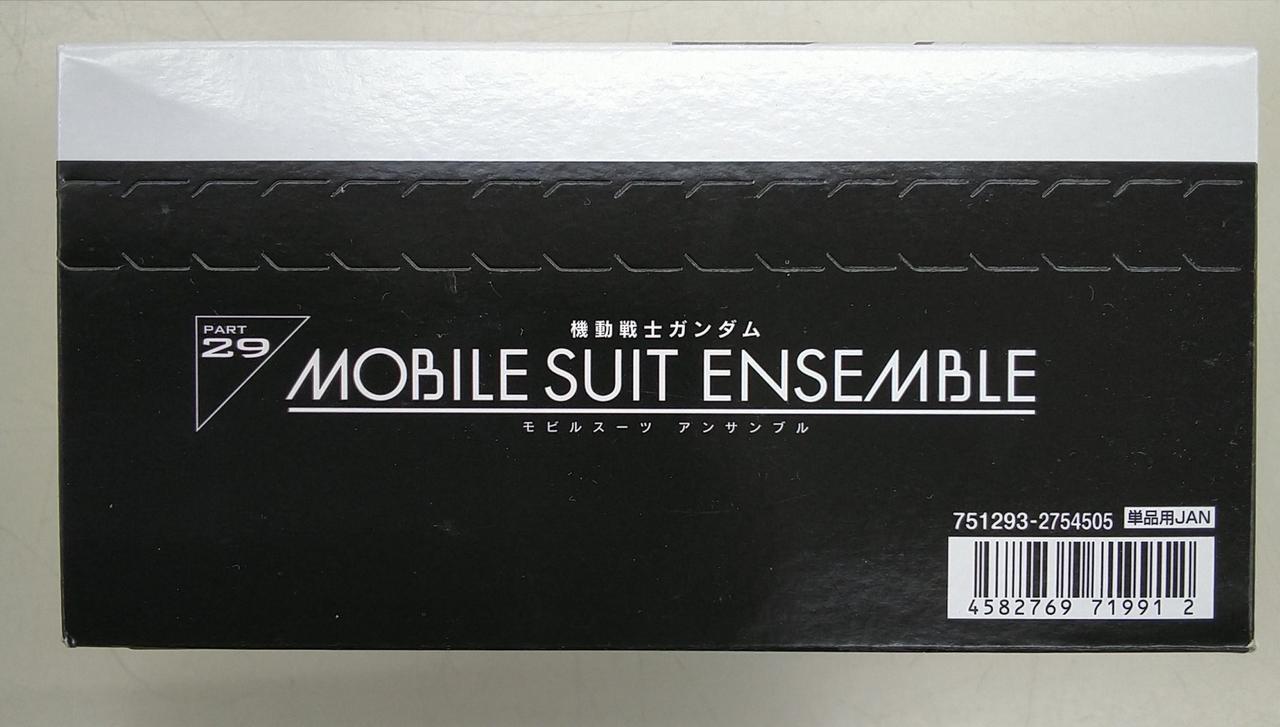 PART
29
機動戦士ガンダム
MOBILE SUIT ENSEMBLE
モビルスーツ アンサンブル
751293-2754505 単品用JAN
4582769 71991 2